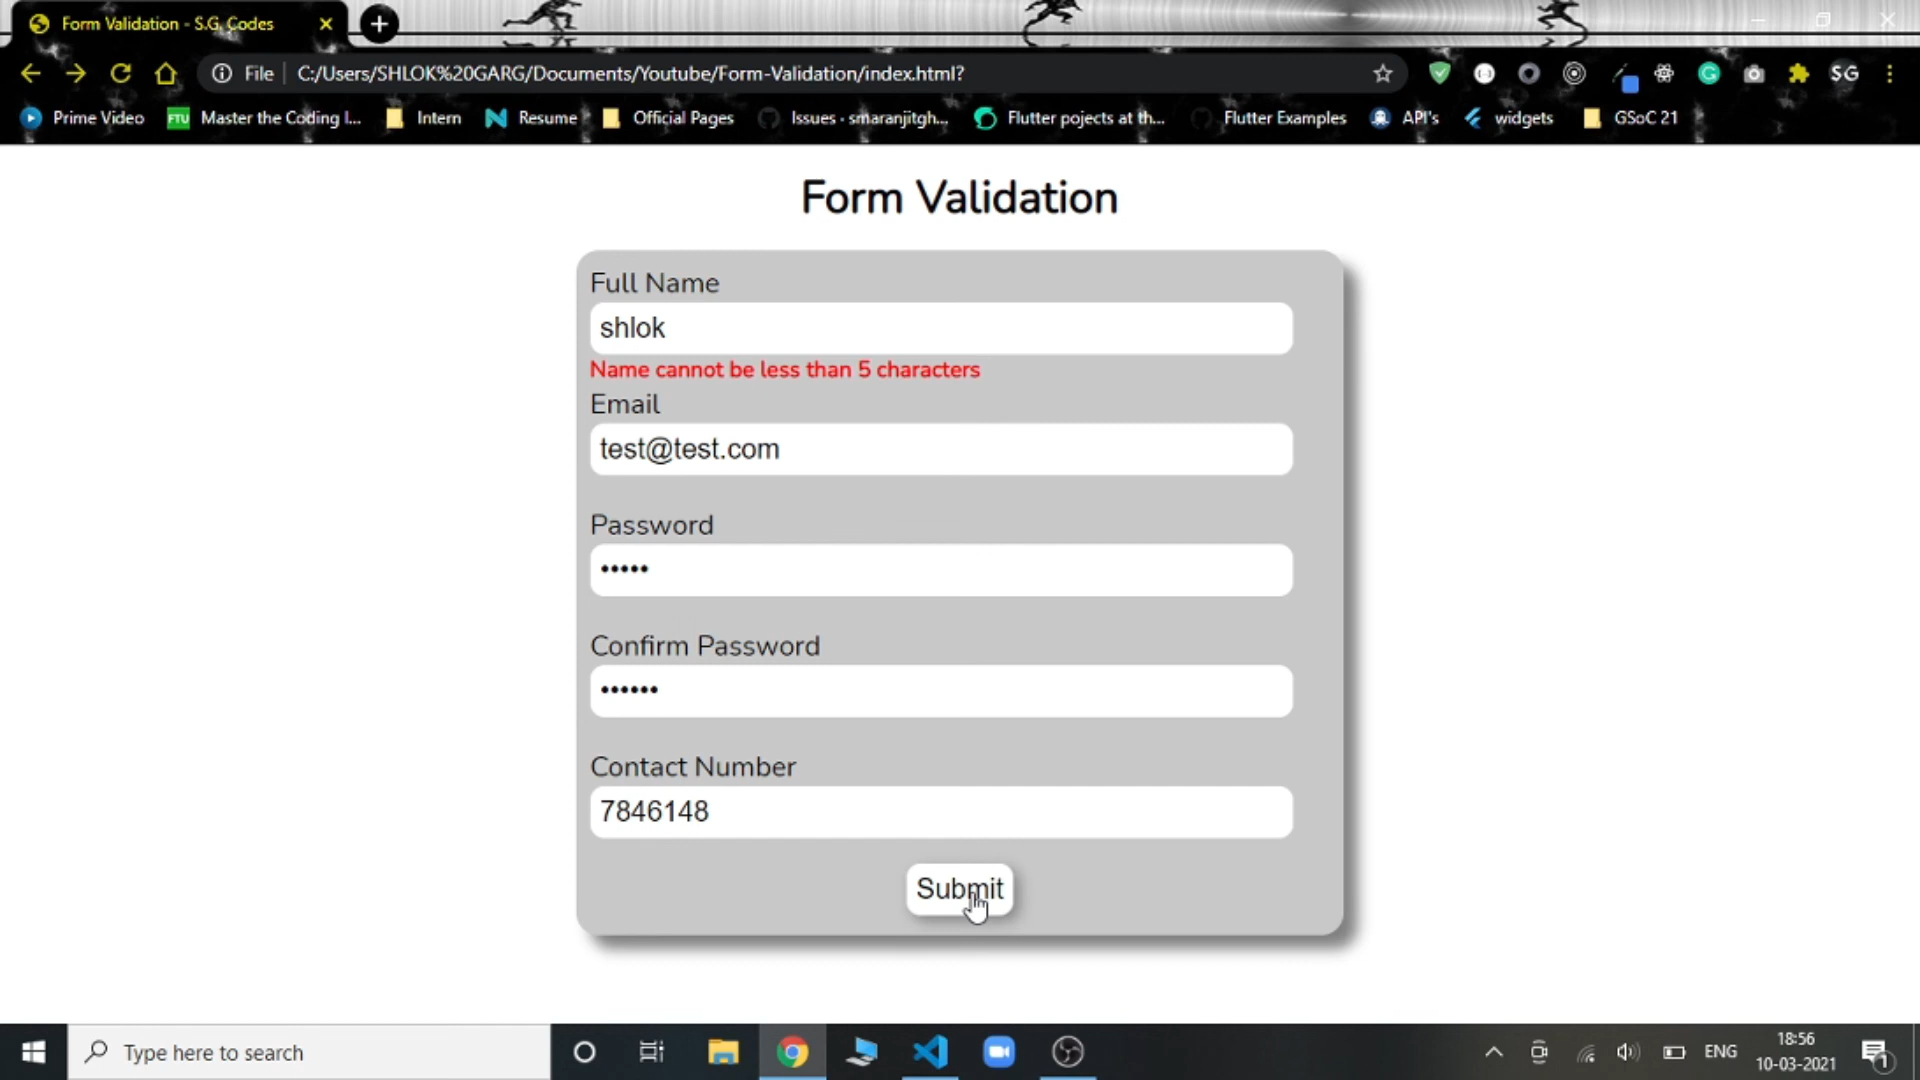 Form Validation - S.G. Codes
File C:/Users/SHLOK%20GARG/Documents/Youtube/Form-Validation/index.html?
SG
Prime Video FTU Master the Coding I... Intern Resume Official Pages Issues · smaranjitgh... Flutter pojects at th... Flutter Examples API's widgets GSoC 21
Form Validation
Full Name
shlok
Name cannot be less than 5 characters
Email
test@test.com
Password
•••••
Confirm Password
••••••
Contact Number
7846148
Submit
Type here to search
ENG
18:56
10-03-2021
1